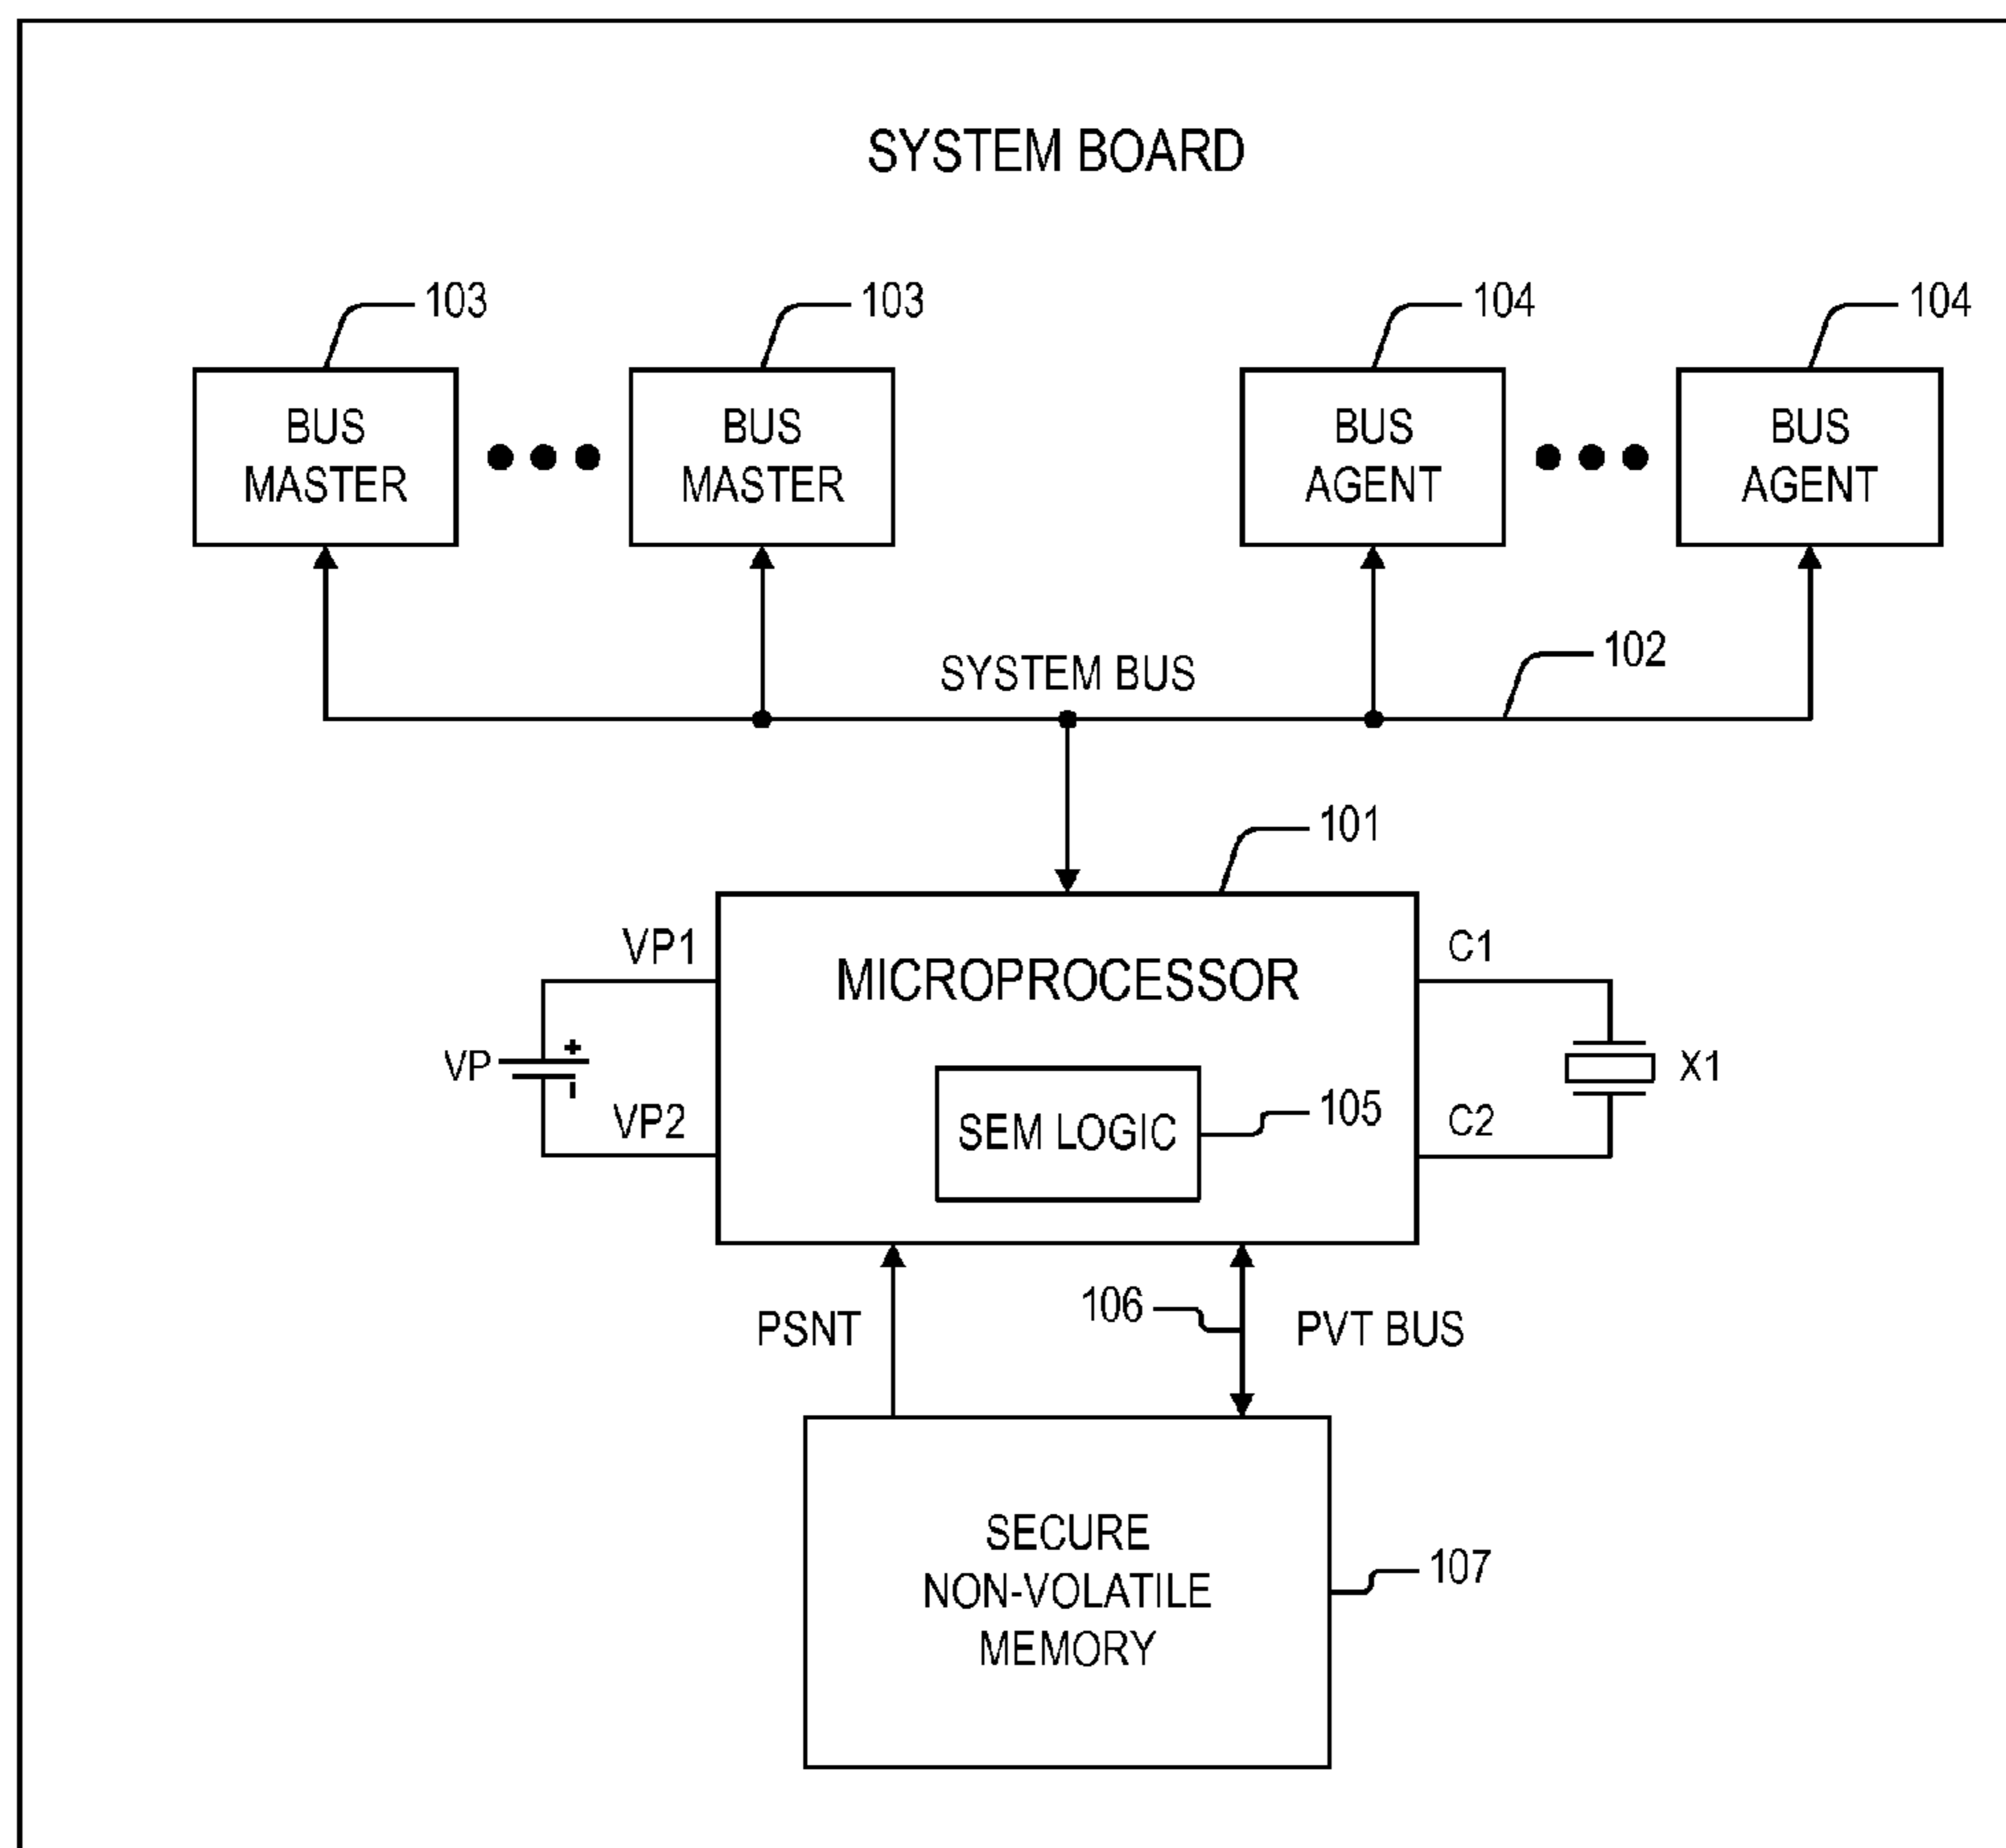 SYSTEM BOARD
103
103
104
104
BUS
MASTER
BUS
MASTER
BUS
AGENT
BUS
AGENT
SYSTEM BUS
102
101
VP1
MICROPROCESSOR
C1
VP
+
X1
VP2
SEM LOGIC
105
C2
PSNT
106
PVT BUS
SECURE
NON-VOLATILE
MEMORY
107